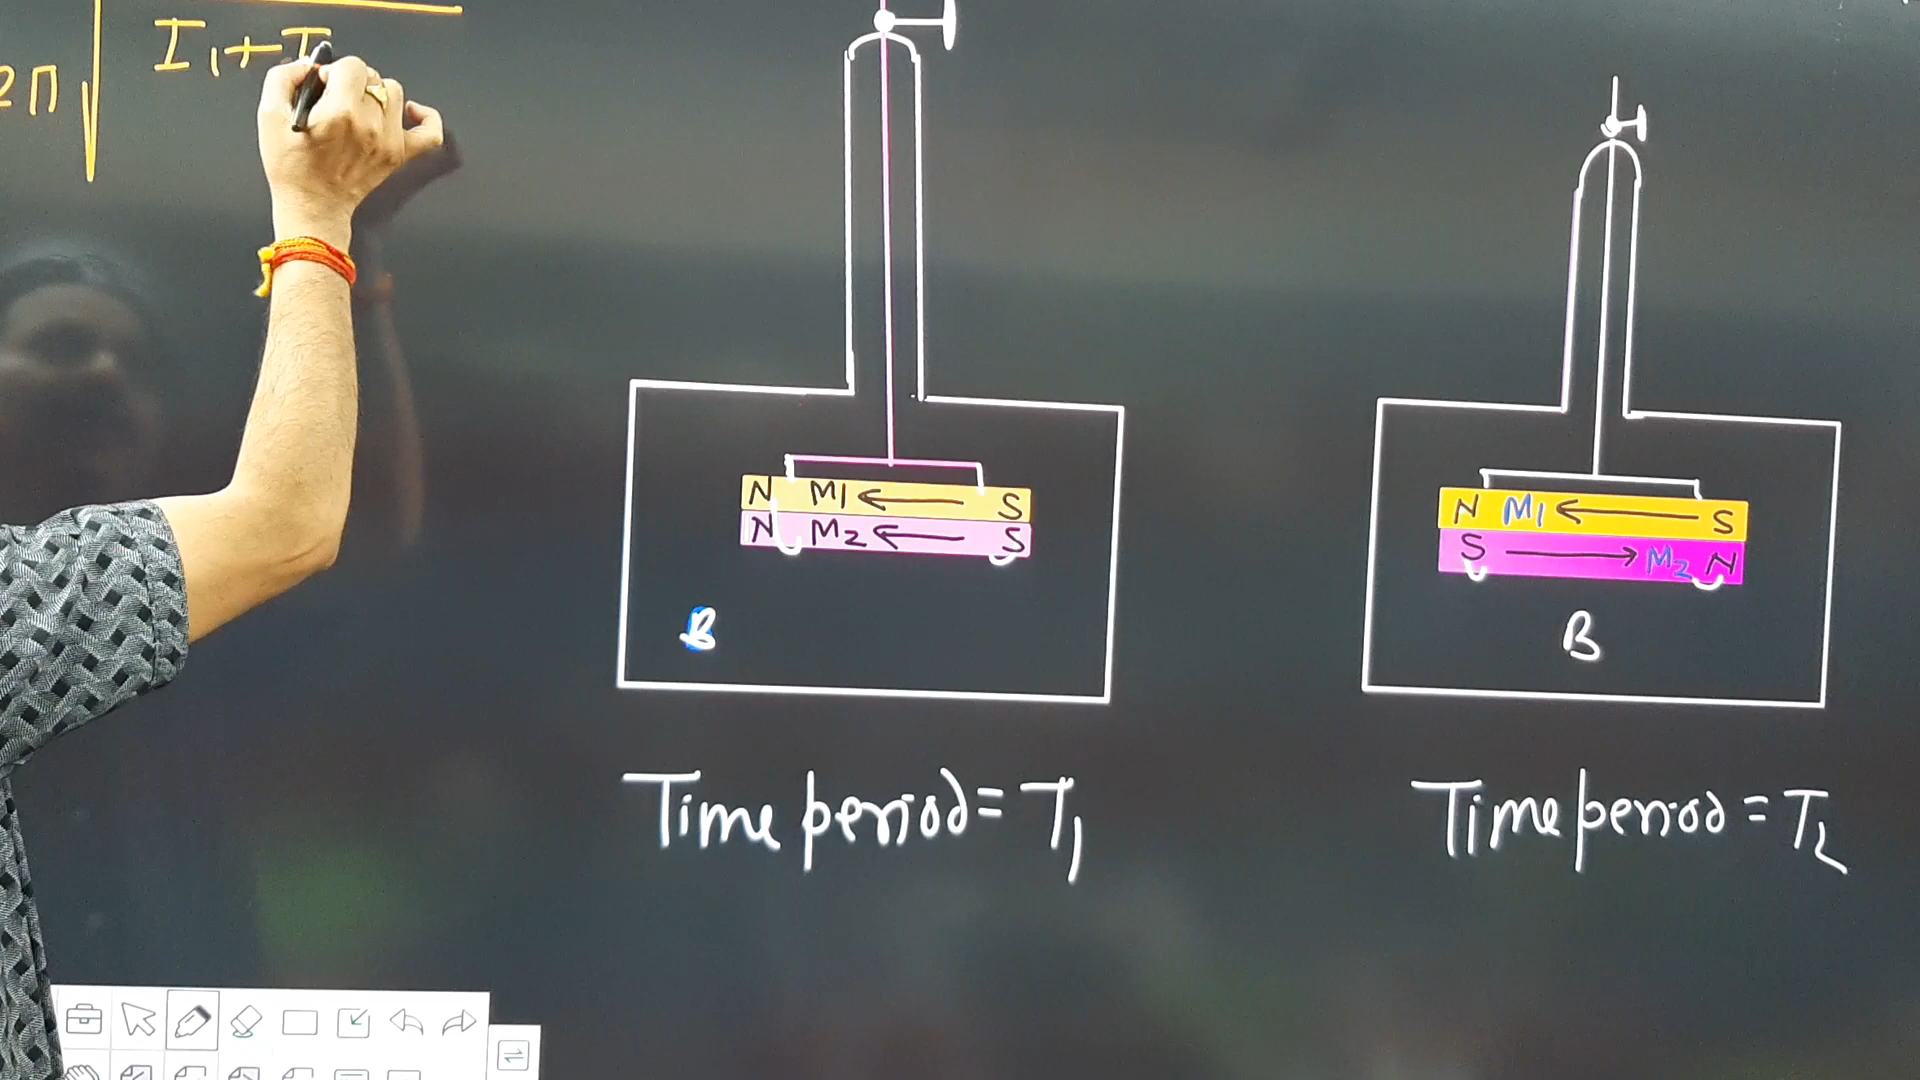 2π √ I₁+I
N M1 ← S
N M2 ← S
B
Time period = T₁
N M1 ← S
S → M2 N
B
Time period = T₂